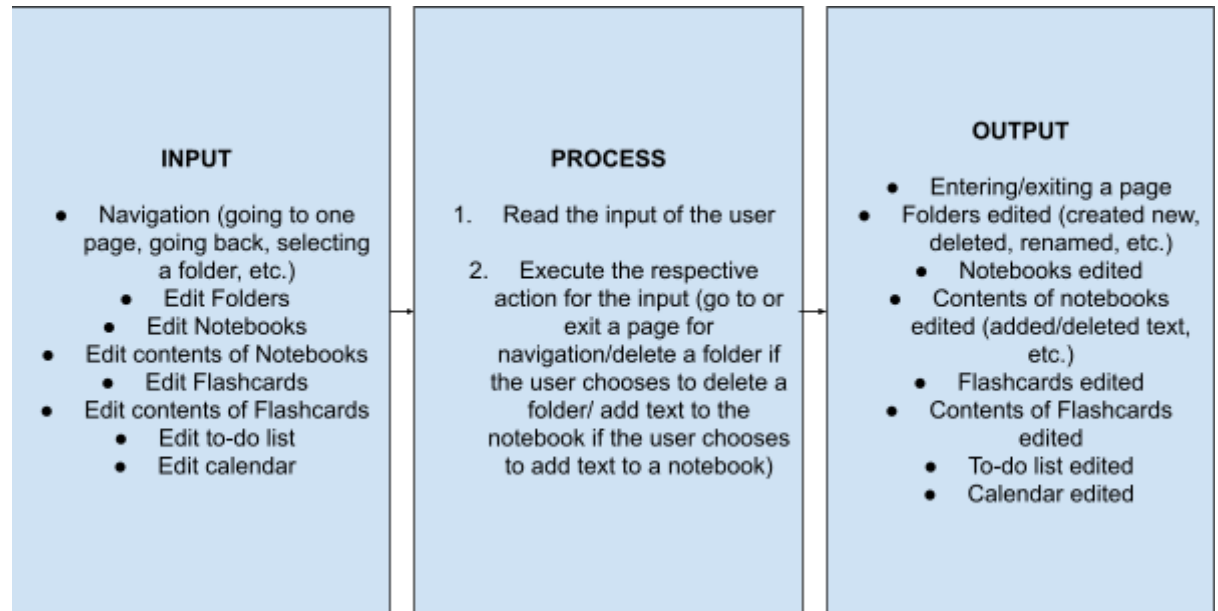 INPUT
● Navigation (going to one
page, going back, selecting
a folder, etc.)
● Edit Folders
● Edit Notebooks
● Edit contents of Notebooks
● Edit Flashcards
● Edit contents of Flashcards
● Edit to-do list
● Edit calendar
PROCESS
1. Read the input of the user
2. Execute the respective
action for the input (go to or
exit a page for
navigation/delete a folder if
the user chooses to delete a
folder/ add text to the
notebook if the user chooses
to add text to a notebook)
OUTPUT
● Entering/exiting a page
● Folders edited (created new,
deleted, renamed, etc.)
● Notebooks edited
● Contents of notebooks
edited (added/deleted text,
etc.)
● Flashcards edited
● Contents of Flashcards
edited
● To-do list edited
● Calendar edited